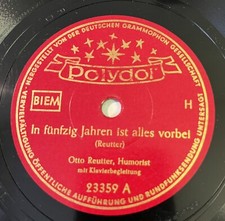 HERGESTELLT VON DER DEUTSCHEN GRAMMOPHON GESELLSCHAFT
Polydor
BIEM
H
In fünfzig Jahren ist alles vorbei
(Reutter)
Otto Reutter, Humorist
mit Klavierbegleitung
23359 A
VERVIELFÄLTIGUNG ÖFFENTLICHE AUFFÜHRUNG UND RUNDFUNKSENDUNG UNTERSAGT